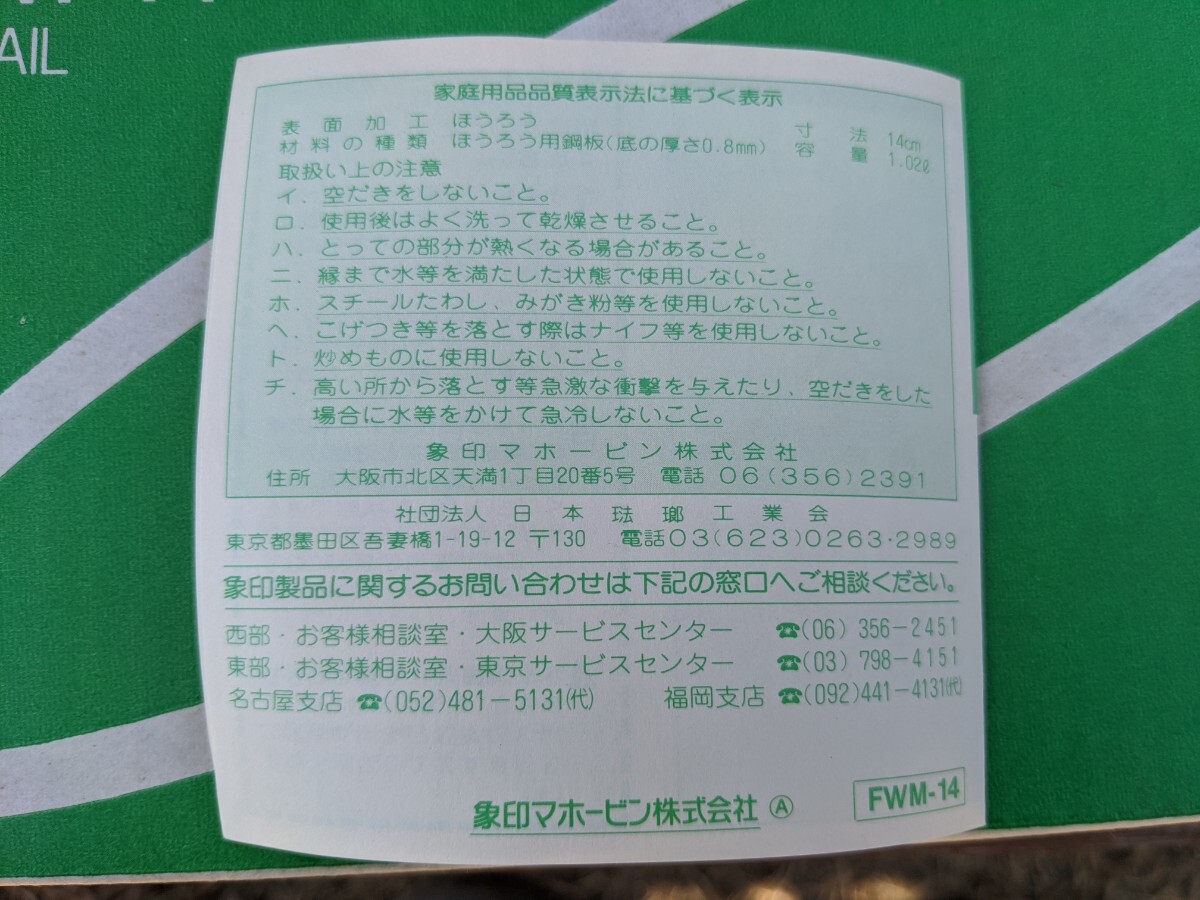 AIL
家庭用品品質表示法に基づく表示
表面加工 ほうろう 寸法 14cm
材料の種類 ほうろう用鋼板(底の厚さ0.8mm) 容量 1.02ℓ
取扱い上の注意
イ．空だきをしないこと。
ロ．使用後はよく洗って乾燥させること。
ハ．とっての部分が熱くなる場合があること。
ニ．縁まで水等を満たした状態で使用しないこと。
ホ．スチールたわし、みがき粉等を使用しないこと。
ヘ．こげつき等を落とす際はナイフ等を使用しないこと。
ト．炒めものに使用しないこと。
チ．高い所から落とす等急激な衝撃を与えたり、空だきをした
場合に水等をかけて急冷しないこと。
象印マホービン株式会社
住所 大阪市北区天満1丁目20番5号 電話 06(356)2391
社団法人 日本琺瑯工業会
東京都墨田区吾妻橋1-19-12 〒130 電話03(623)0263・2989
象印製品に関するお問い合わせは下記の窓口へご相談ください。
西部・お客様相談室・大阪サービスセンター ☎(06) 356-2451
東部・お客様相談室・東京サービスセンター ☎(03) 798-4151
名古屋支店 ☎(052)481-5131(代) 福岡支店 ☎(092)441-4131(代)
象印マホービン株式会社 Ⓐ FWM-14